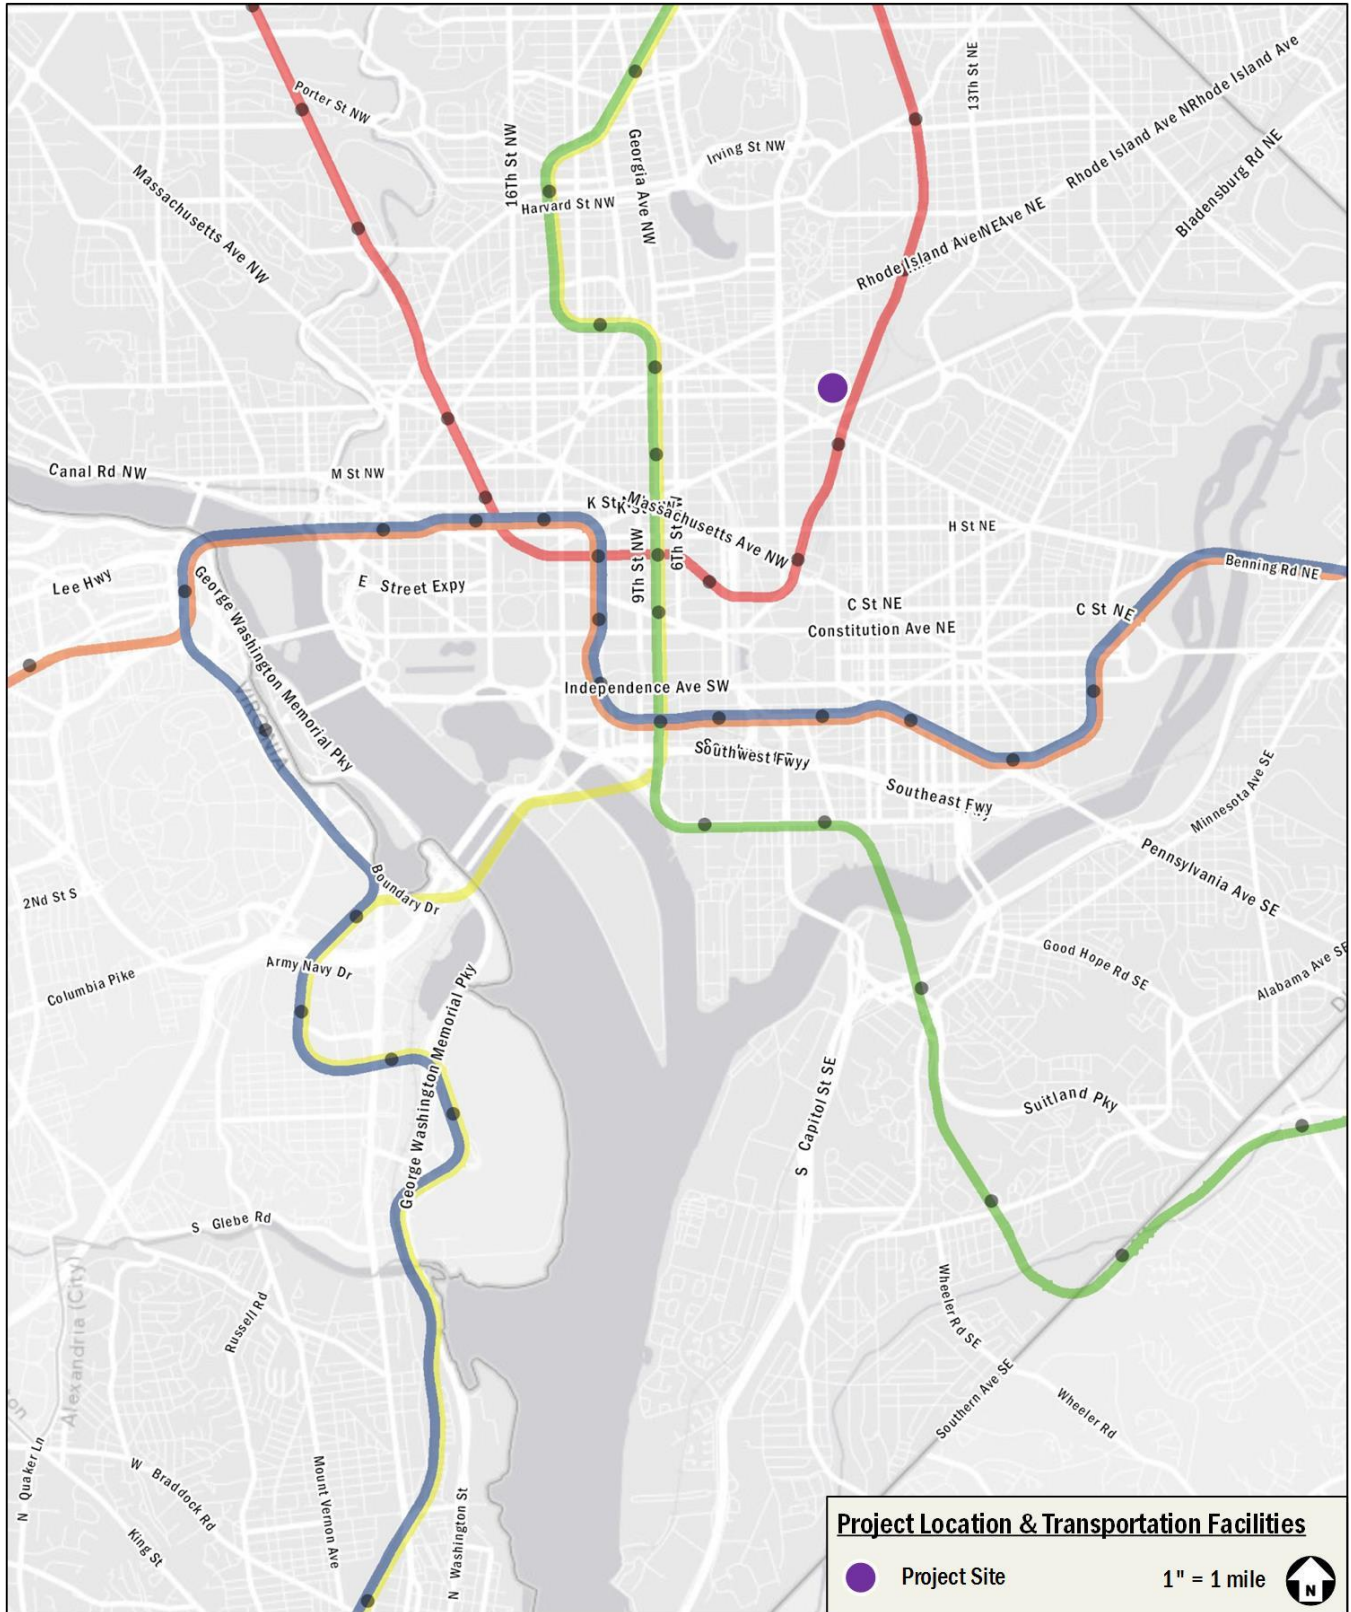 Porter St NW
16Th St NW
Georgia Ave NW
13Th St NE
Rhode Island Ave
Rhode Island Ave N
Bladensburg Rd NE
Irving St NW
Massachusetts Ave NW
Harvard St NW
Rhode Island Ave NE
Ave NE
Canal Rd NW
M St NW
K St
Massachusetts Ave NW
H St NE
9Th St NW
6Th St
Benning Rd NE
Lee Hwy
George Washington Memorial Pky
E Street Expy
C St NE
C St NE
Constitution Ave NE
VIRGINIA
Independence Ave SW
Southwest Fwy
Southeast Fwy
Minnesota Ave SE
Pennsylvania Ave SE
2Nd St S
Boundary Dr
Army Navy Dr
Columbia Pike
Good Hope Rd SE
Alabama Ave SE
George Washington Memorial Pky
S Capitol St SE
Suitland Pky
S Glebe Rd
Alexandria (City)
Russell Rd
Wheeler Rd SE
Southern Ave SE
Wheeler Rd
N Quaker Ln
W Braddock Rd
King St
Mount Vernon Ave
N Washington St
Project Location & Transportation Facilities
Project Site
1" = 1 mile
N